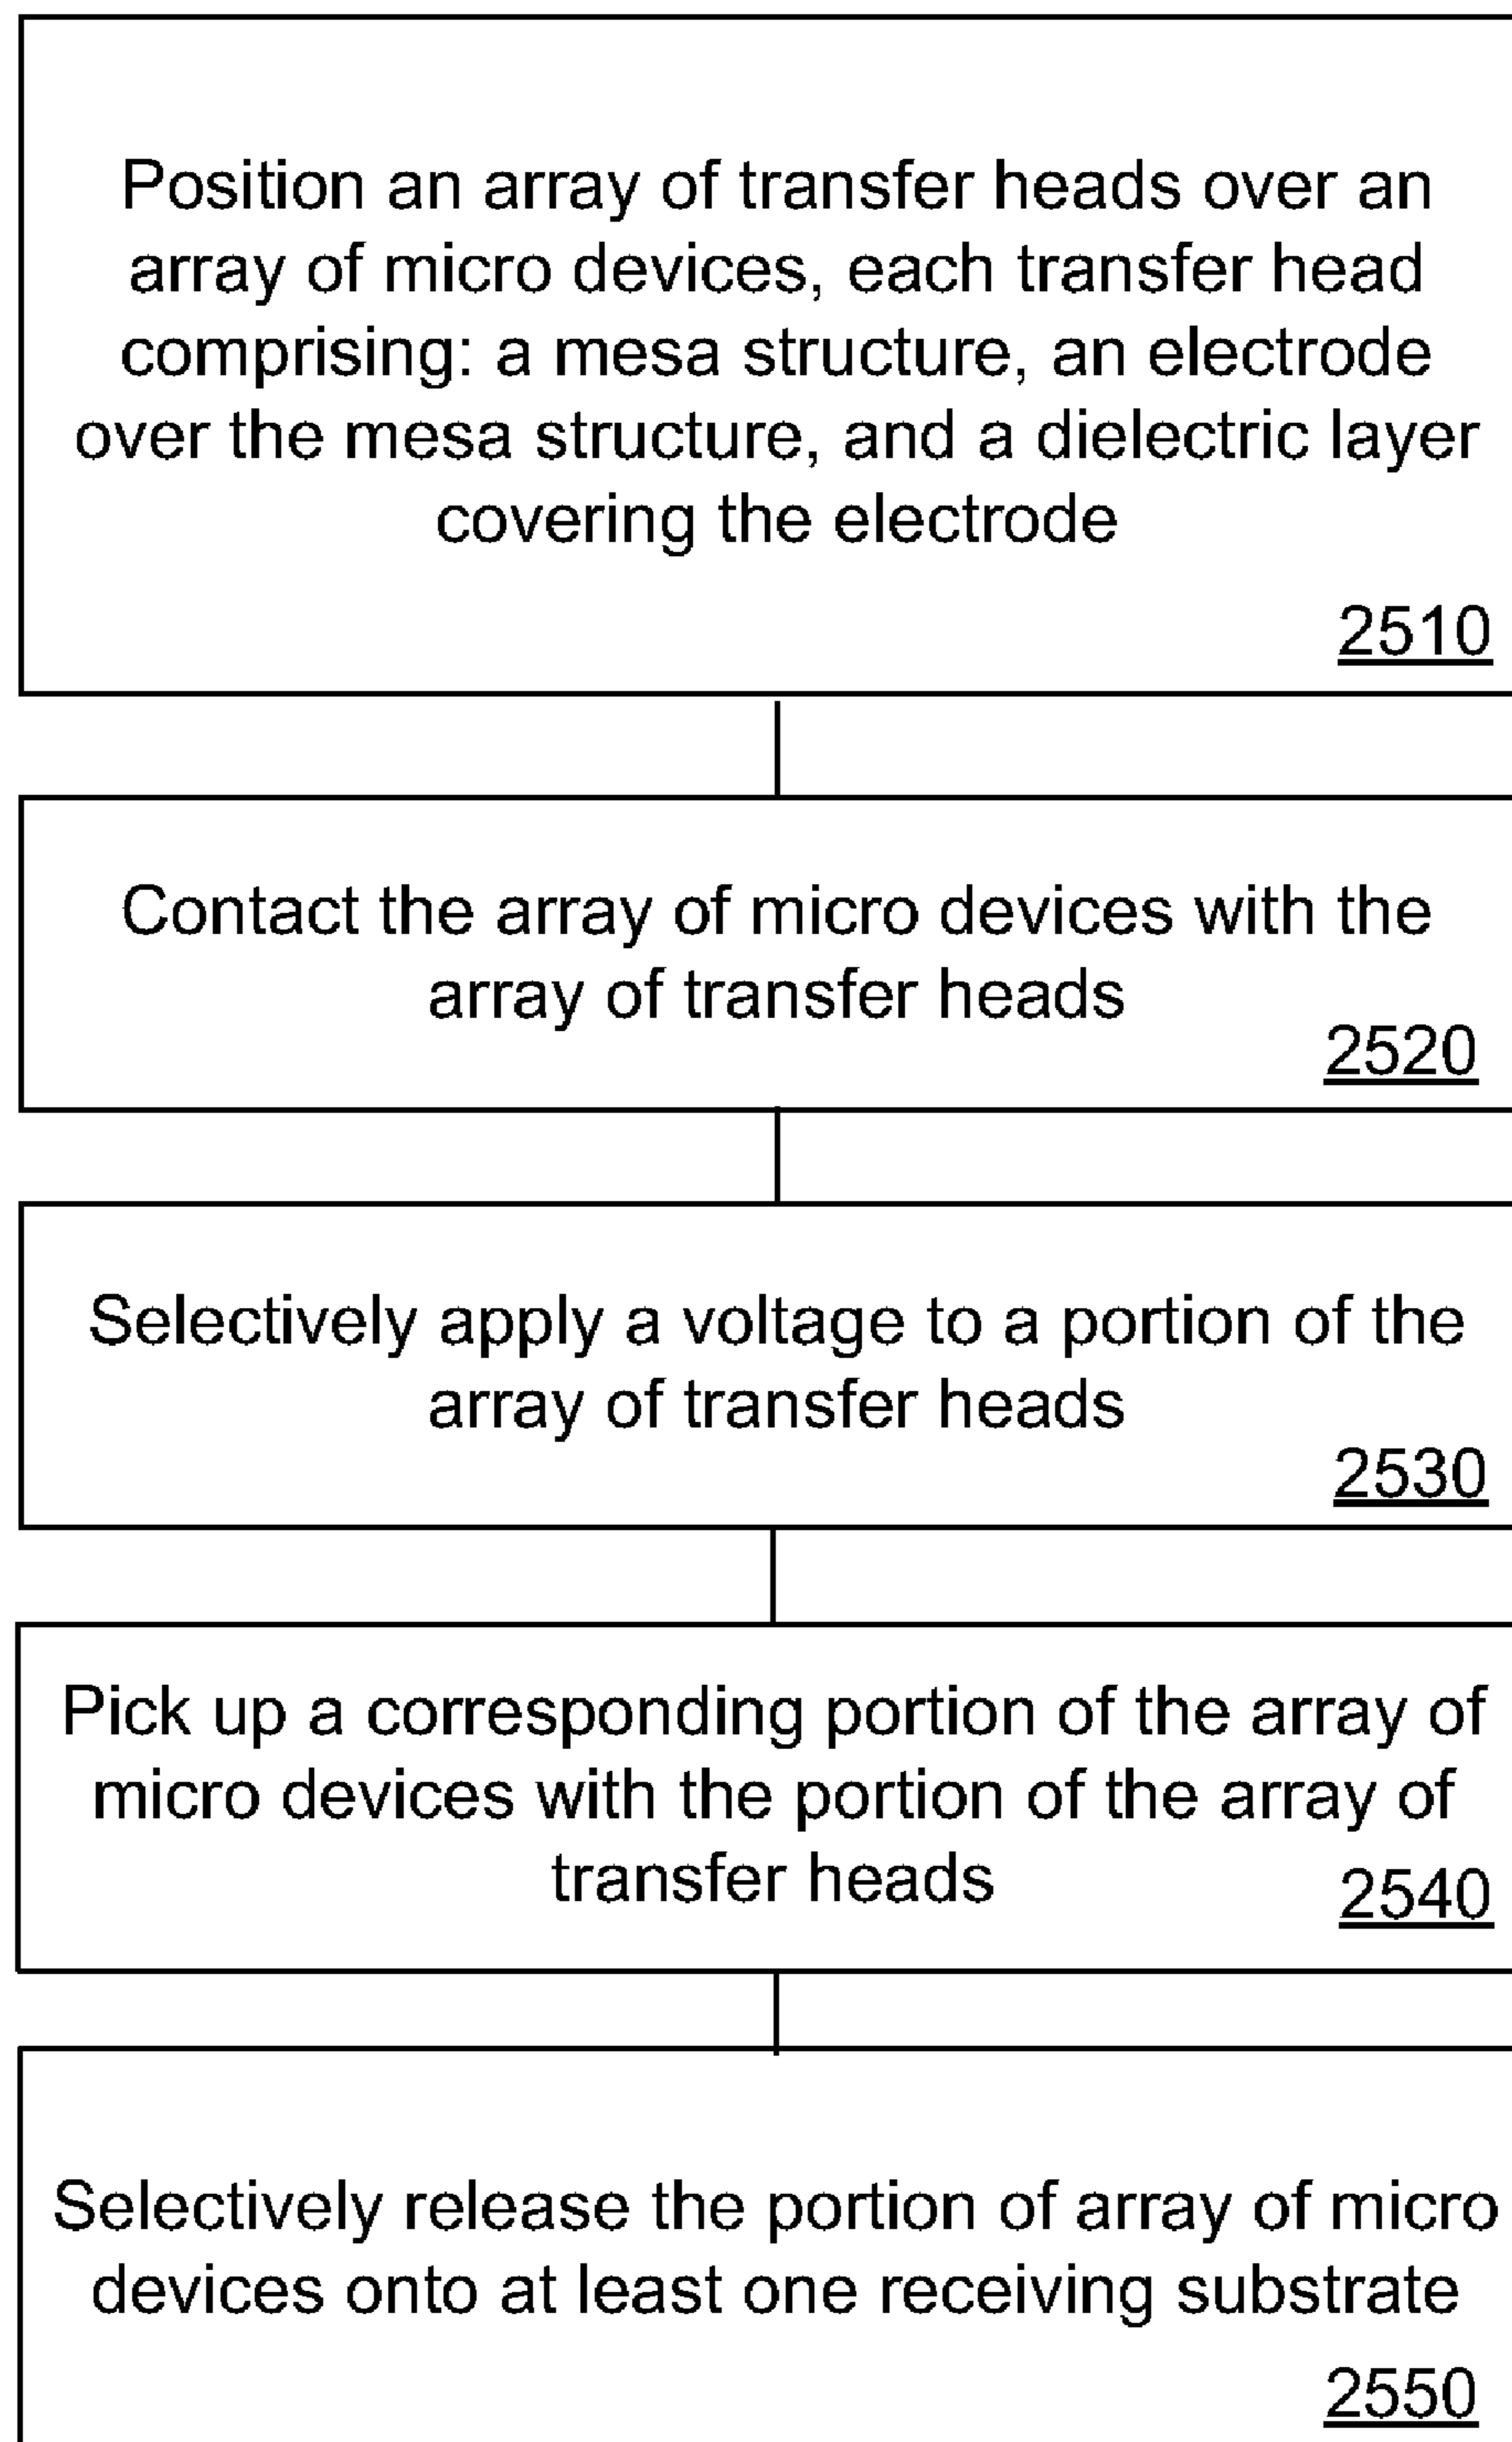 Position an array of transfer heads over an
array of micro devices, each transfer head
comprising: a mesa structure, an electrode
over the mesa structure, and a dielectric layer
covering the electrode
2510
Contact the array of micro devices with the
array of transfer heads
2520
Selectively apply a voltage to a portion of the
array of transfer heads
2530
Pick up a corresponding portion of the array of
micro devices with the portion of the array of
transfer heads
2540
Selectively release the portion of array of micro
devices onto at least one receiving substrate
2550